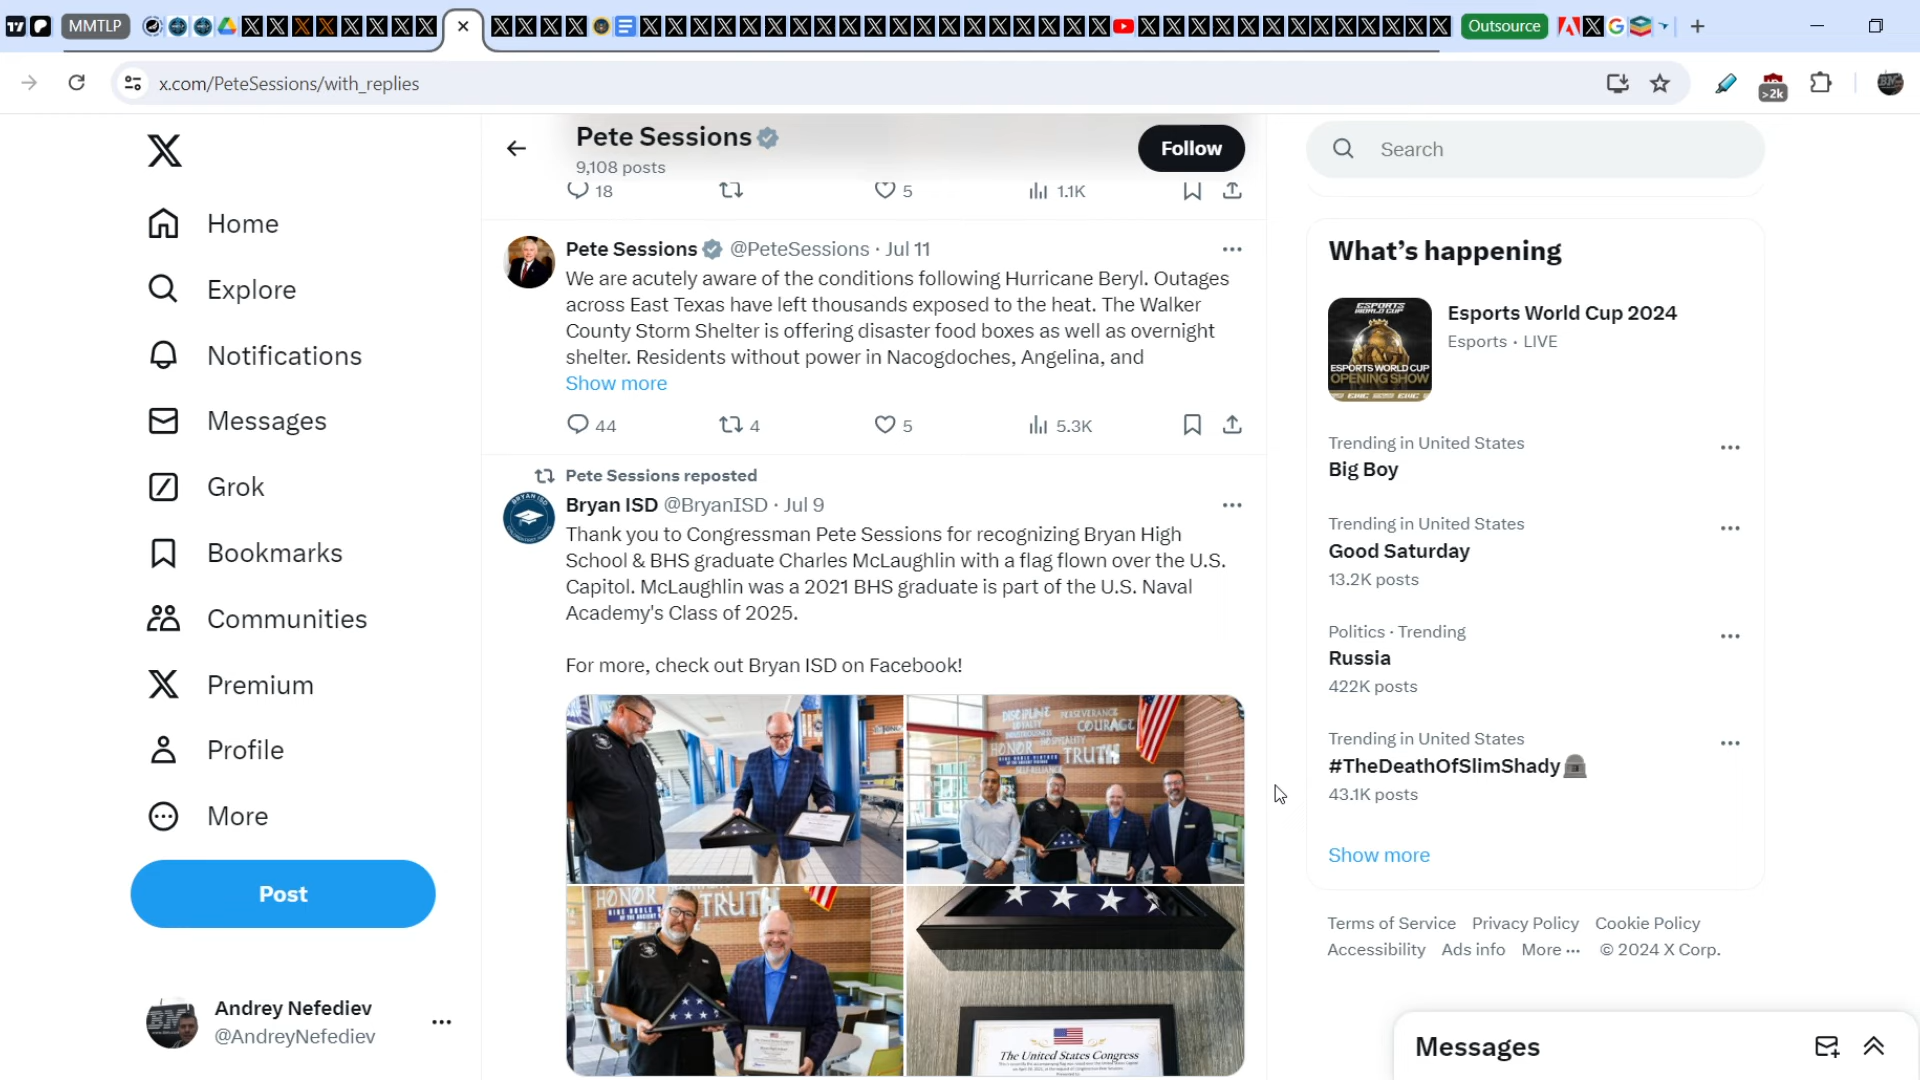 MMTLP
Outsource
x.com/PeteSessions/with_replies
>2k
Home
Explore
Notifications
Messages
Grok
Bookmarks
Communities
Premium
Profile
More
Post
Andrey Nefediev
@AndreyNefediev
Pete Sessions
9,108 posts
Follow
18
5
1.1K
Pete Sessions @PeteSessions · Jul 11
We are acutely aware of the conditions following Hurricane Beryl. Outages
across East Texas have left thousands exposed to the heat. The Walker
County Storm Shelter is offering disaster food boxes as well as overnight
shelter. Residents without power in Nacogdoches, Angelina, and
Show more
44
4
5
5.3K
Pete Sessions reposted
Bryan ISD @BryanISD · Jul 9
Thank you to Congressman Pete Sessions for recognizing Bryan High
School & BHS graduate Charles McLaughlin with a flag flown over the U.S.
Capitol. McLaughlin was a 2021 BHS graduate is part of the U.S. Naval
Academy's Class of 2025.
For more, check out Bryan ISD on Facebook!
DISCIPLINE
PERSEVERANCE
COURAGE
HONOR
TRUTH
HONOR
TRUTH
The United States Congress
Search
What's happening
ESPORTS
WORLD CUP
ESPORTS WORLD CUP
OPENING SHOW
Esports World Cup 2024
Esports · LIVE
Trending in United States
Big Boy
Trending in United States
Good Saturday
13.2K posts
Politics · Trending
Russia
422K posts
Trending in United States
#TheDeathOfSlimShady
43.1K posts
Show more
Terms of Service Privacy Policy Cookie Policy
Accessibility Ads info More ··· © 2024 X Corp.
Messages